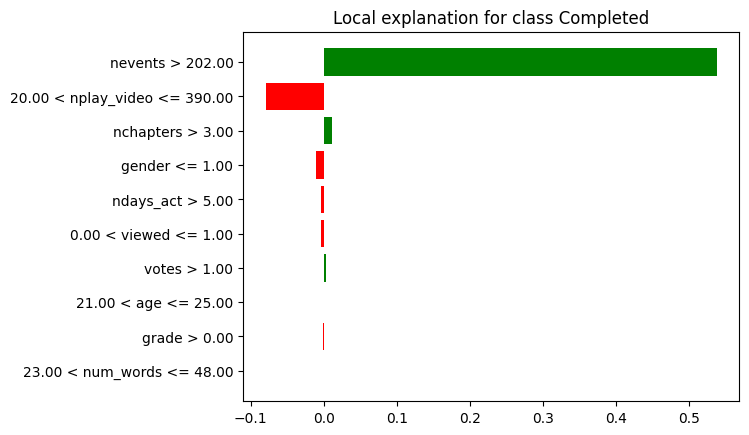 Local explanation for class Completed
nevents > 202.00
20.00 < nplay_video <= 390.00
nchapters > 3.00
gender <= 1.00
ndays_act > 5.00
0.00 < viewed <= 1.00
votes > 1.00
21.00 < age <= 25.00
grade > 0.00
23.00 < num_words <= 48.00
−0.1 0.0 0.1 0.2 0.3 0.4 0.5